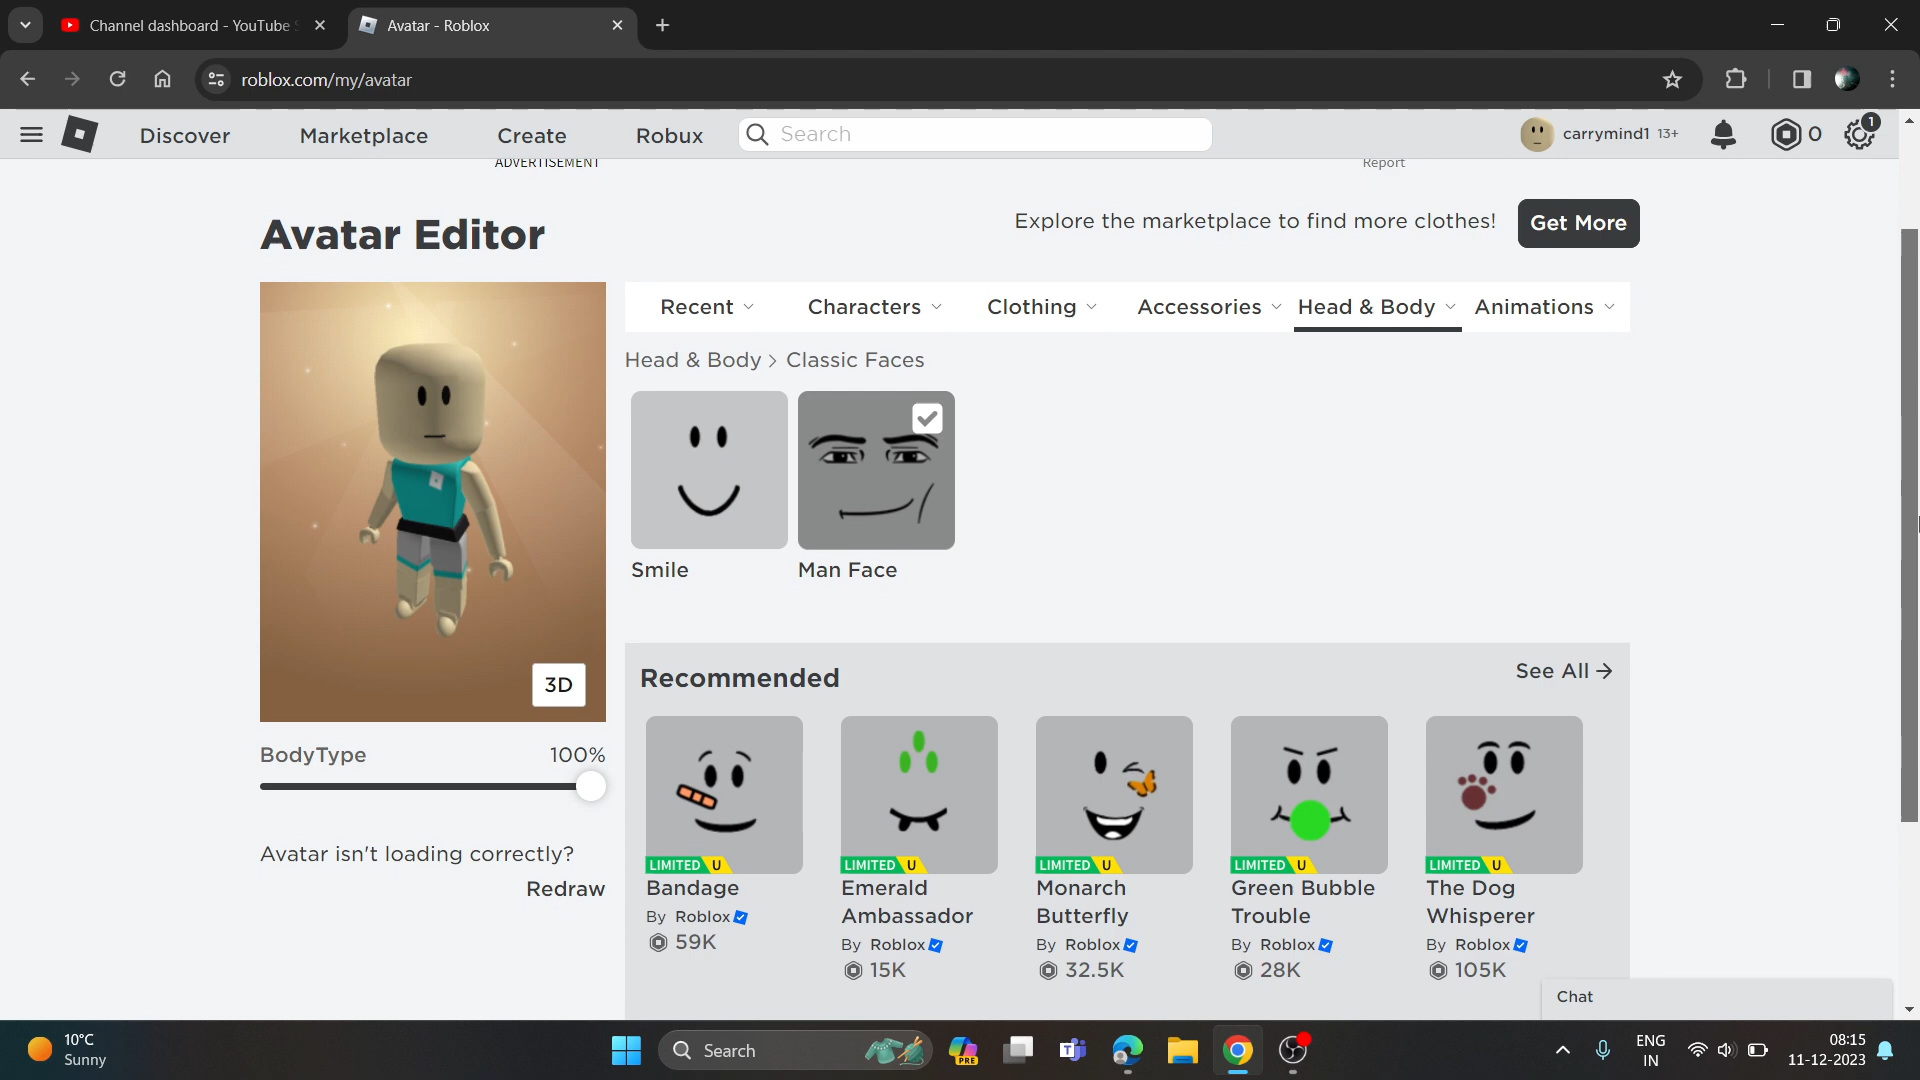 Channel dashboard - YouTube S
Avatar - Roblox
roblox.com/my/avatar
Discover
Marketplace
Create
Robux
Search
carrymind1 13+
0
1
ADVERTISEMENT
Report
Avatar Editor
Explore the marketplace to find more clothes!
Get More
Recent
Characters
Clothing
Accessories
Head & Body
Animations
Head & Body > Classic Faces
Smile
Man Face
3D
BodyType
100%
Avatar isn't loading correctly?
Redraw
Recommended
See All →
LIMITED U
Bandage
By Roblox
59K
LIMITED U
Emerald
Ambassador
By Roblox
15K
LIMITED U
Monarch
Butterfly
By Roblox
32.5K
LIMITED U
Green Bubble
Trouble
By Roblox
28K
LIMITED U
The Dog
Whisperer
By Roblox
105K
Chat
10°C
Sunny
Search
PRE
ENG
IN
08:15
11-12-2023